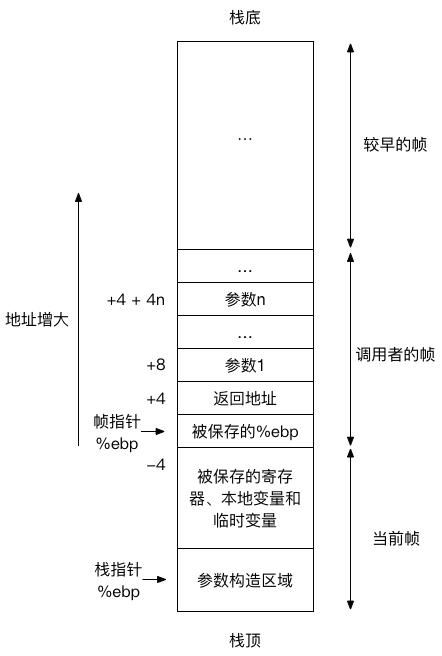 栈底
…
较早的帧
…
+4 + 4n
参数n
地址增大
…
调用者的帧
+8
参数1
+4
返回地址
帧指针
%ebp
被保存的%ebp
−4
被保存的寄存
器、本地变量和
临时变量
当前帧
栈指针
%ebp
参数构造区域
栈顶